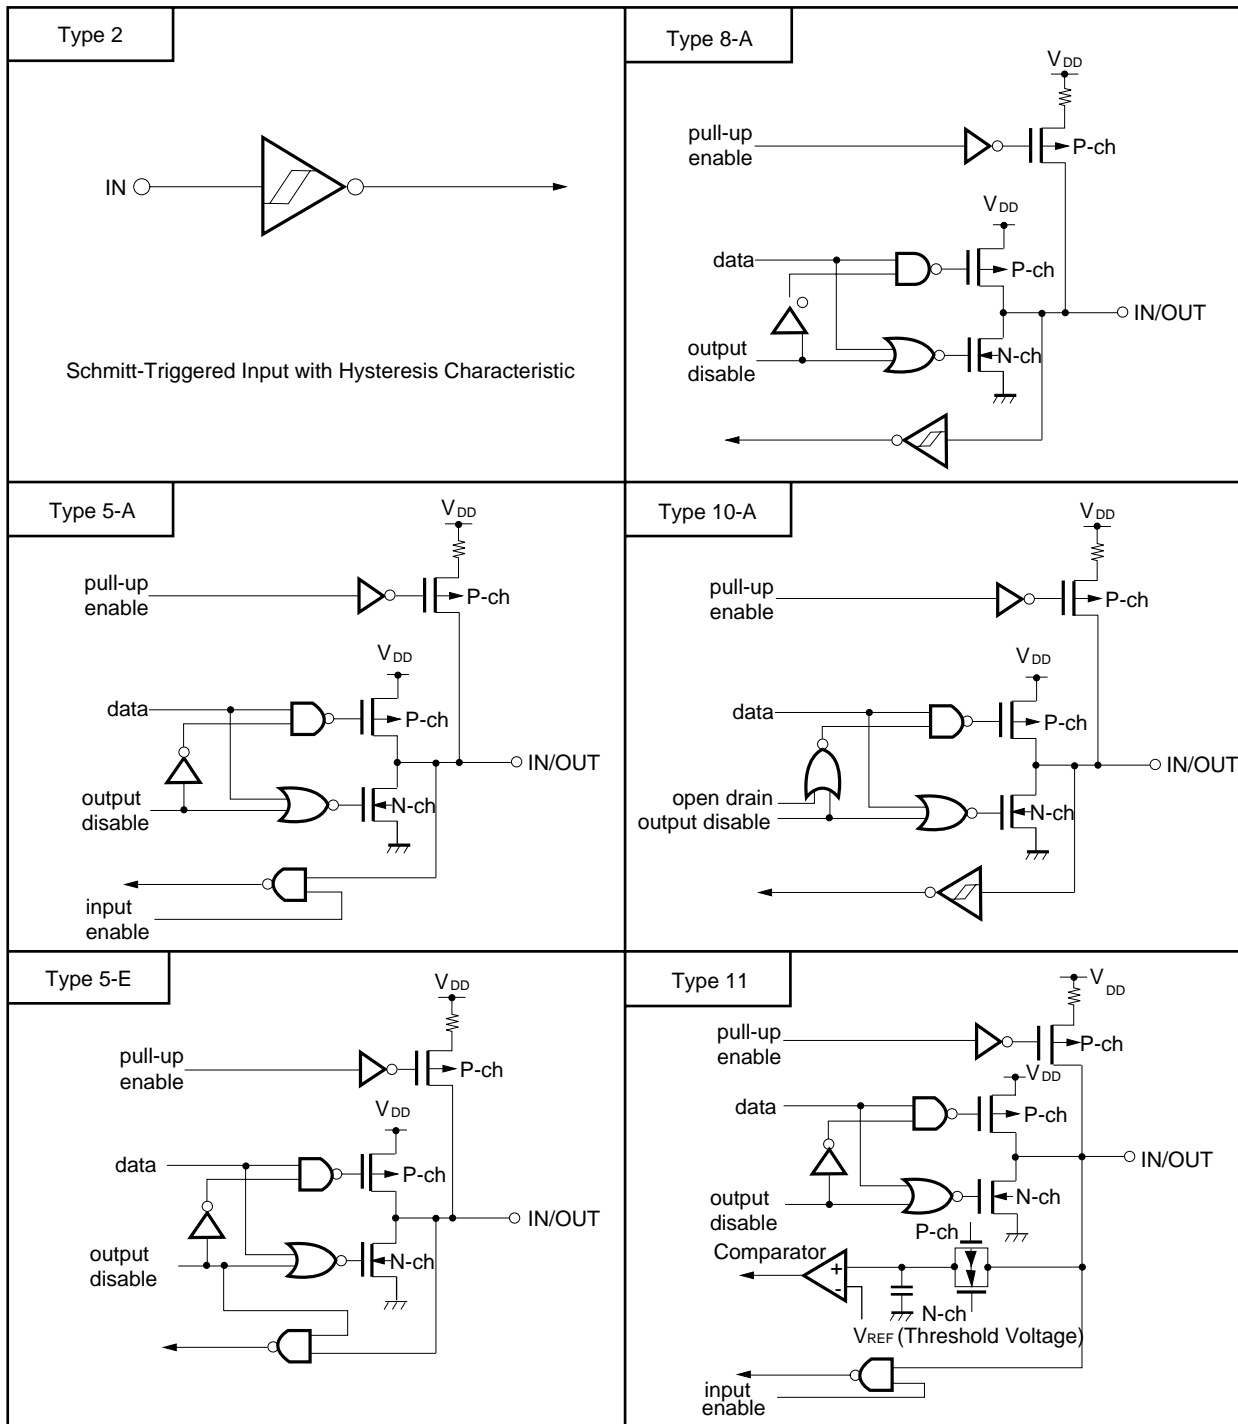 Type 2
IN
Schmitt-Triggered Input with Hysteresis Characteristic
Type 8-A
VDD
pull-up
enable
P-ch
VDD
data
P-ch
IN/OUT
output
disable
N-ch
Type 5-A
VDD
pull-up
enable
P-ch
VDD
data
P-ch
IN/OUT
output
disable
N-ch
input
enable
Type 10-A
VDD
pull-up
enable
P-ch
VDD
data
P-ch
IN/OUT
open drain
output disable
N-ch
Type 5-E
VDD
pull-up
enable
P-ch
VDD
data
P-ch
IN/OUT
output
disable
N-ch
Type 11
VDD
pull-up
enable
P-ch
VDD
data
P-ch
IN/OUT
output
disable
N-ch
P-ch
Comparator
+
-
N-ch
VREF (Threshold Voltage)
input
enable